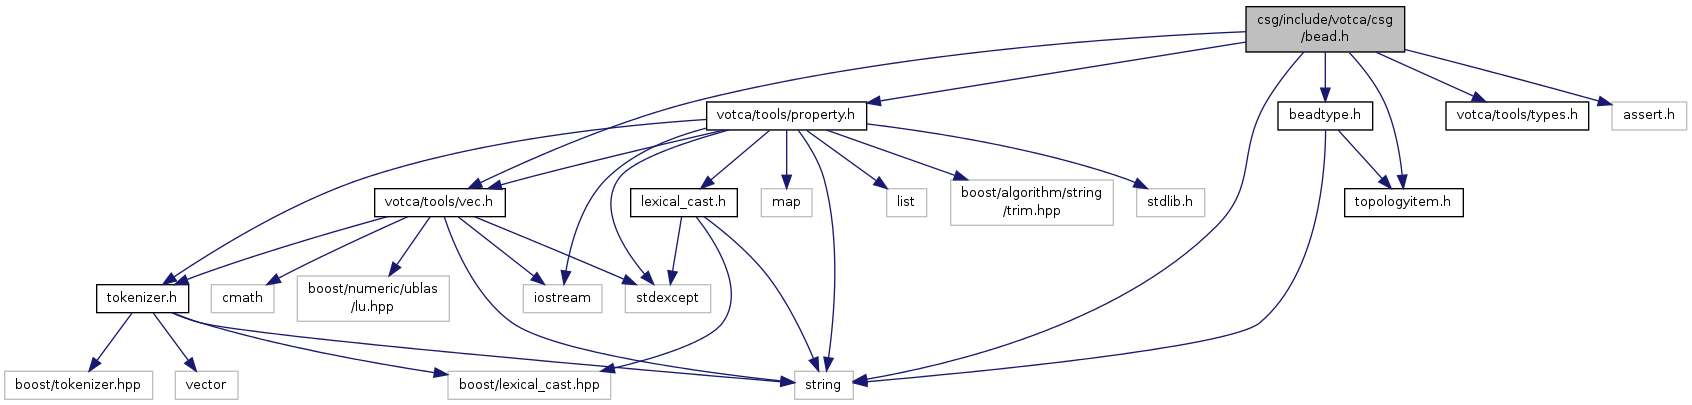 csg/include/votca/csg
/bead.h
votca/tools/property.h
beadtype.h
votca/tools/types.h
assert.h
votca/tools/vec.h
lexical_cast.h
map
list
boost/algorithm/string
/trim.hpp
stdlib.h
topologyitem.h
tokenizer.h
cmath
boost/numeric/ublas
/lu.hpp
iostream
stdexcept
boost/tokenizer.hpp
vector
boost/lexical_cast.hpp
string